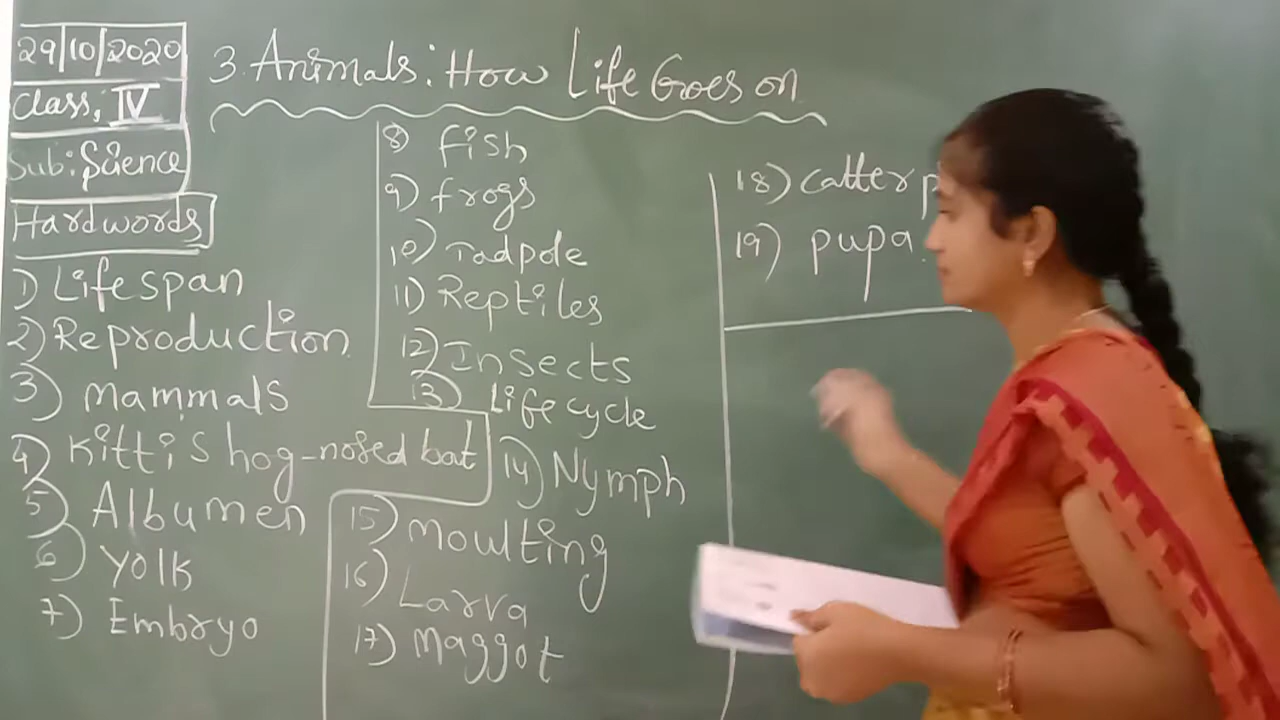 29/10/2020
Class: IV
Sub: Science
Hardwords
3. Animals: How Life Goes on
1) Lifespan
2) Reproduction
3) Mammals
4) Kitti's hog-nosed bat
5) Albumen
6) Yolk
7) Embryo
8) fish
9) frogs
10) Tadpole
11) Reptiles
12) Insects
13) Lifecycle
14) Nymph
15) Moulting
16) Larva
17) Maggot
18)
19) pupa